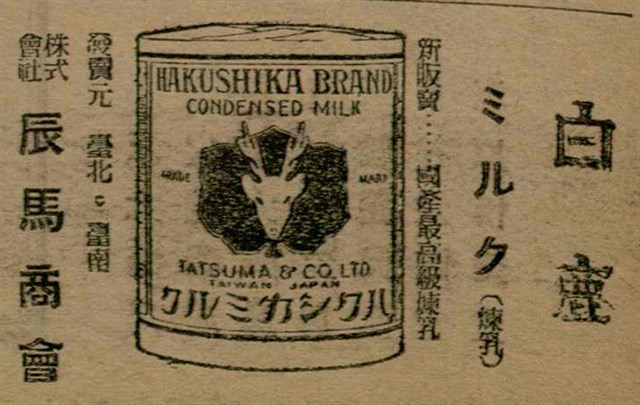 白鹿
ミルク（煉乳）
新販賣……國產最高級煉乳
HAKUSHIKA BRAND
CONDENSED MILK
MARK
TATSUMA & CO. LTD
TAIWAN JAPAN
ハクシカミルク
發賣元 臺北・臺南
株式會社 辰馬商會